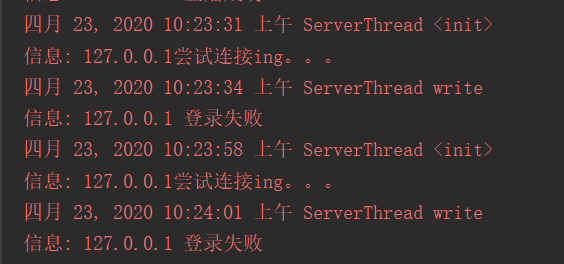 四月 23, 2020 10:23:31 上午 ServerThread <init>
信息: 127.0.0.1尝试连接ing。。。
四月 23, 2020 10:23:34 上午 ServerThread write
信息: 127.0.0.1 登录失败
四月 23, 2020 10:23:58 上午 ServerThread <init>
信息: 127.0.0.1尝试连接ing。。。
四月 23, 2020 10:24:01 上午 ServerThread write
信息: 127.0.0.1 登录失败